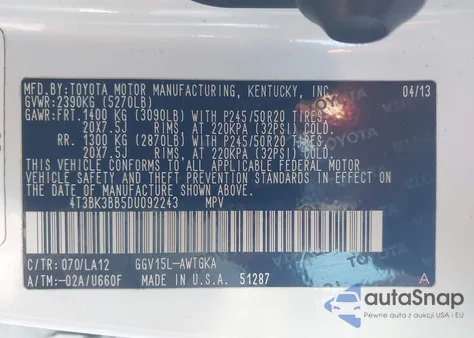 MFD.BY:TOYOTA MOTOR MANUFACTURING, KENTUCKY, INC. 04/13
GVWR:2390KG (5270LB)
GAWR:FRT.1400 KG (3090LB) WITH P245/50R20 TIRES,
20X7.5J RIMS, AT 220KPA (32PSI) COLD.
RR. 1300 KG (2870LB) WITH P245/50R20 TIRES,
20X7.5J RIMS, AT 220KPA (32PSI) COLD.
THIS VEHICLE CONFORMS TO ALL APPLICABLE FEDERAL MOTOR
VEHICLE SAFETY AND THEFT PREVENTION STANDARDS IN
EFFECT ON THE DATE OF MANUFACTURE SHOWN ABOVE.
4T3BK3BB5DU092243 MPV
C/TR:070/LA12 GGV15L-AWTGKA
A/TM:-02A/U660F MADE IN U.S.A. 51287 A
autoSnap
Pewne auta z USA i EU